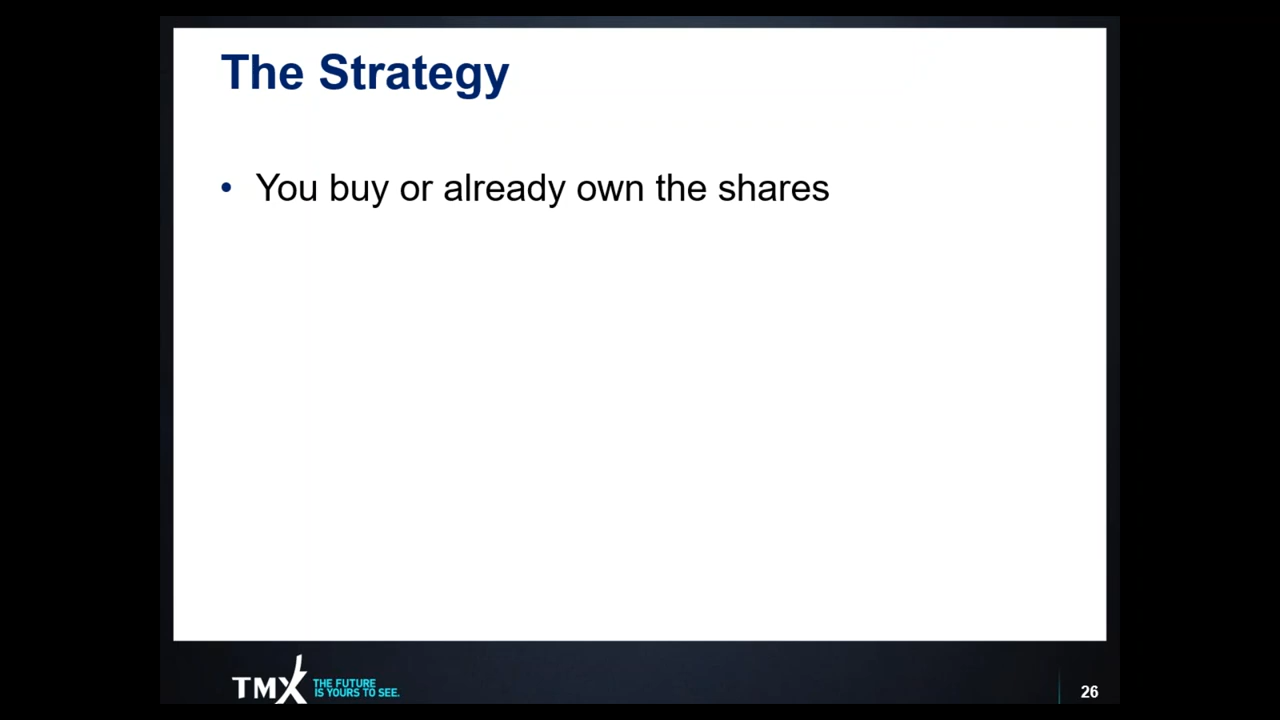 The Strategy
• You buy or already own the shares
TMX THE FUTURE
IS YOURS TO SEE.
26